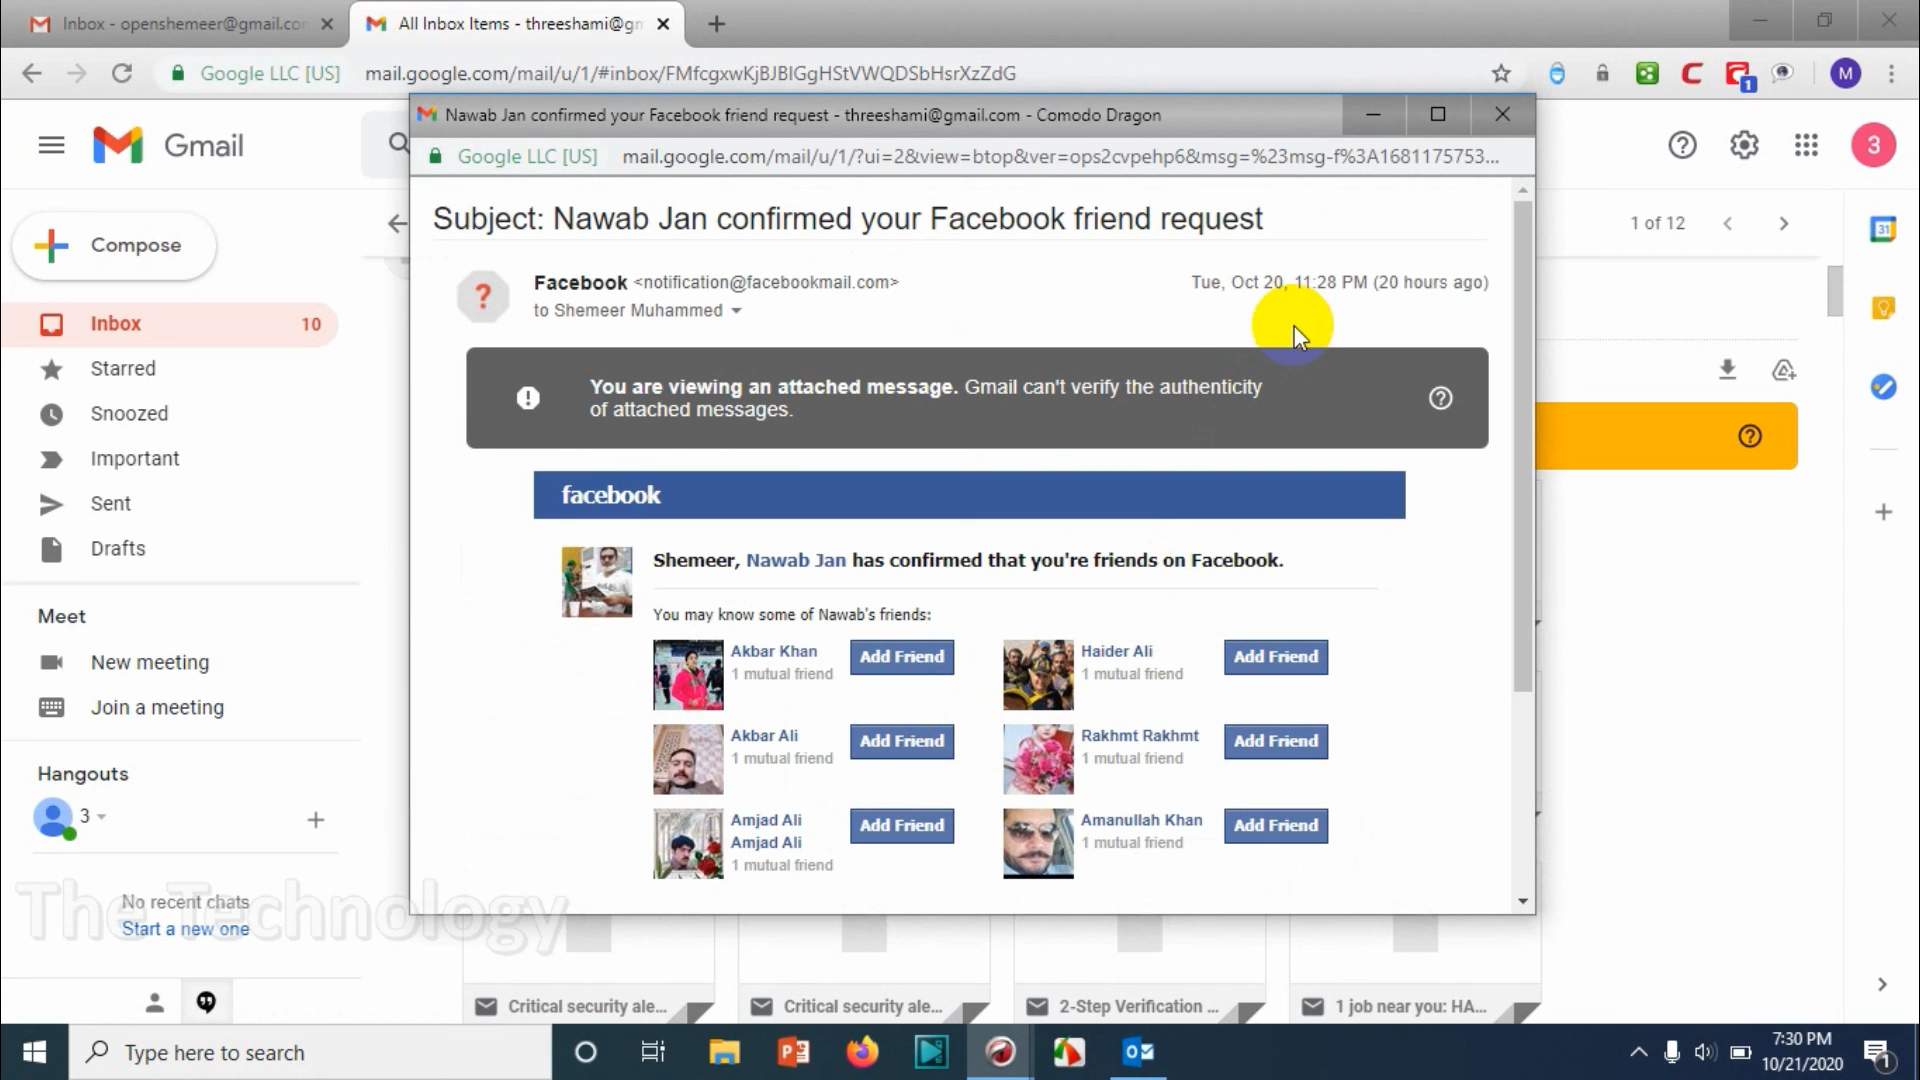 Inbox - openshemeer@gmail.co
All Inbox Items - threeshami@g
Google LLC [US]
mail.google.com/mail/u/1/#inbox/FMfcgxwKjBJBlGgHStVWQDSbHsrXzZdG
1
M
Nawab Jan confirmed your Facebook friend request - threeshami@gmail.com - Comodo Dragon
Google LLC [US]
mail.google.com/mail/u/1/?ui=2&view=btop&ver=ops2cvpehp6&msg=%23msg-f%3A1681175753...
Gmail
3
Compose
Inbox
10
Starred
Snoozed
Important
Sent
Drafts
Meet
New meeting
Join a meeting
Hangouts
3
No recent chats
Start a new one
The Technology
Subject: Nawab Jan confirmed your Facebook friend request
Facebook <notification@facebookmail.com>
Tue, Oct 20, 11:28 PM (20 hours ago)
to Shemeer Muhammed
You are viewing an attached message. Gmail can't verify the authenticity
of attached messages.
facebook
Shemeer, Nawab Jan has confirmed that you're friends on Facebook.
You may know some of Nawab's friends:
Akbar Khan
1 mutual friend
Add Friend
Haider Ali
1 mutual friend
Add Friend
Akbar Ali
1 mutual friend
Add Friend
Rakhmt Rakhmt
1 mutual friend
Add Friend
Amjad Ali
Amjad Ali
1 mutual friend
Add Friend
Amanullah Khan
1 mutual friend
Add Friend
1 of 12
31
Critical security ale...
Critical security ale...
2-Step Verification ...
1 job near you: HA...
Type here to search
7:30 PM
10/21/2020
1